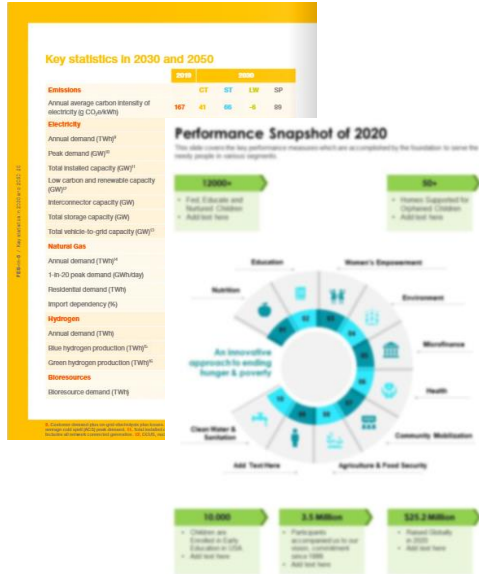 Key statistics in 2030 and 2050
2019 2030
Emissions CT ST LW SP
Annual average carbon intensity of
electricity (g CO₂e/kWh) 167 41 -5 99
Electricity
Annual demand (TWh)
Peak demand (GW)
Total installed capacity (GW)
Low carbon and renewable capacity
(GW)
Interconnector capacity (GW)
Total storage capacity (GW)
Total vehicle-to-grid capacity (GW)
Natural Gas
Annual demand (TWh)
1-in-20 peak demand (GWh/day)
Residential demand (TWh)
Import dependency (%)
Hydrogen
Annual demand (TWh)
Blue hydrogen production (TWh)
Green hydrogen production (TWh)
Bioresources
Bioresource demand (TWh)
Performance Snapshot of 2020
This slide covers the key performance measures which are accomplished by the foundation to serve the
needy people in various segments.
12000+
Fed, Educate and
Nurtured Children
Add text here
50+
Homes Supported for
Orphaned Children
Add text here
Education
Women's Empowerment
Nutrition
Environment
An innovative
approach to ending
hunger & poverty
Microfinance
Health
Clean Water &
Sanitation
Community Mobilization
Add Text Here
Agriculture & Food Security
10,000
Children are
Enrolled in Early
Education in USA
Add text here
3.5 Million
Participants
accompanied us to our
vision, commitment
since 1988
Add text here
$25.2 Million
Raised Globally
in 2020
Add text here